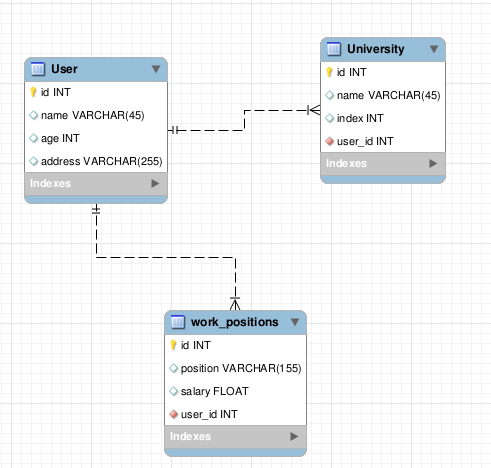 User
id INT
name VARCHAR(45)
age INT
address VARCHAR(255)
Indexes
University
id INT
name VARCHAR(45)
index INT
user_id INT
Indexes
work_positions
id INT
position VARCHAR(155)
salary FLOAT
user_id INT
Indexes